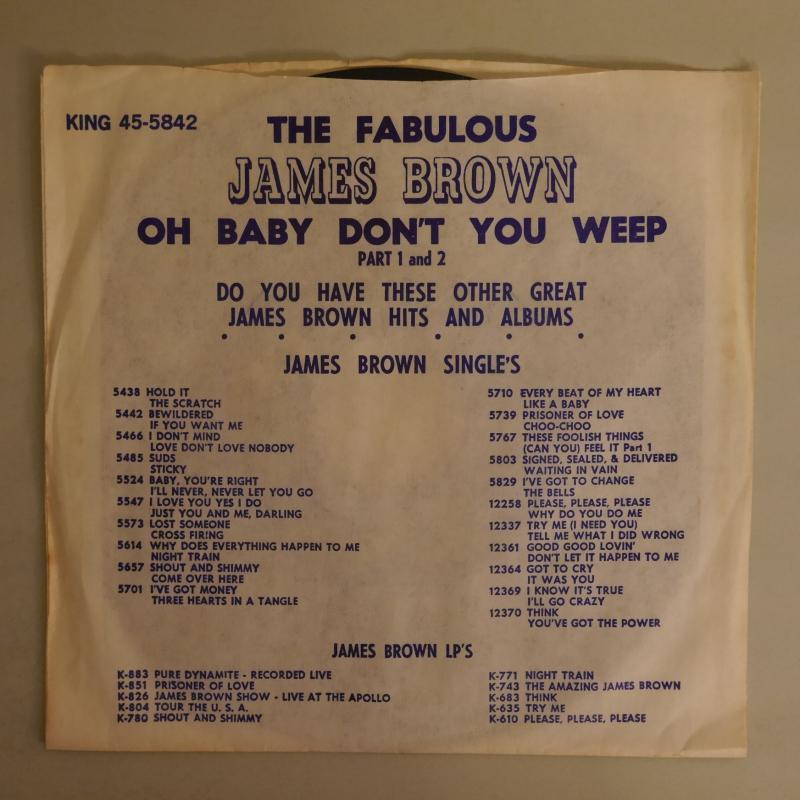 KING 45-5842
THE FABULOUS
JAMES BROWN
OH BABY DON'T YOU WEEP
PART 1 and 2
DO YOU HAVE THESE OTHER GREAT
JAMES BROWN HITS AND ALBUMS
JAMES BROWN SINGLE'S
5438 HOLD IT
THE SCRATCH
5442 BEWILDERED
IF YOU WANT ME
5466 I DON'T MIND
LOVE DON'T LOVE NOBODY
5485 SUDS
STICKY
5524 BABY, YOU'RE RIGHT
I'LL NEVER, NEVER LET YOU GO
5547 I LOVE YOU YES I DO
JUST YOU AND ME, DARLING
5573 LOST SOMEONE
CROSS FIRING
5614 WHY DOES EVERYTHING HAPPEN TO ME
NIGHT TRAIN
5657 SHOUT AND SHIMMY
COME OVER HERE
5701 I'VE GOT MONEY
THREE HEARTS IN A TANGLE
5710 EVERY BEAT OF MY HEART
LIKE A BABY
5739 PRISONER OF LOVE
CHOO-CHOO
5767 THESE FOOLISH THINGS
(CAN YOU) FEEL IT Part 1
5803 SIGNED, SEALED, & DELIVERED
WAITING IN VAIN
5829 I'VE GOT TO CHANGE
THE BELLS
12258 PLEASE, PLEASE, PLEASE
WHY DO YOU DO ME
12337 TRY ME (I NEED YOU)
TELL ME WHAT I DID WRONG
12361 GOOD GOOD LOVIN'
DON'T LET IT HAPPEN TO ME
12364 GOT TO CRY
IT WAS YOU
12369 I KNOW IT'S TRUE
I'LL GO CRAZY
12370 THINK
YOU'VE GOT THE POWER
JAMES BROWN LP'S
K-883 PURE DYNAMITE - RECORDED LIVE
K-851 PRISONER OF LOVE
K-826 JAMES BROWN SHOW - LIVE AT THE APOLLO
K-804 TOUR THE U. S. A.
K-780 SHOUT AND SHIMMY
K-771 NIGHT TRAIN
K-743 THE AMAZING JAMES BROWN
K-683 THINK
K-635 TRY ME
K-610 PLEASE, PLEASE, PLEASE